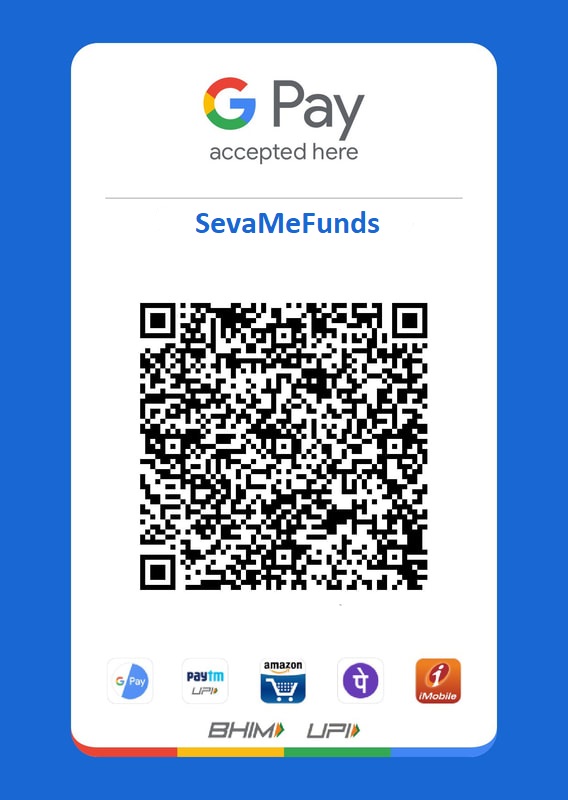 G Pay
accepted here
SevaMeFunds
G Pay
paytm
UPI
amazon
पे
i
iMobile
BHIM UPI